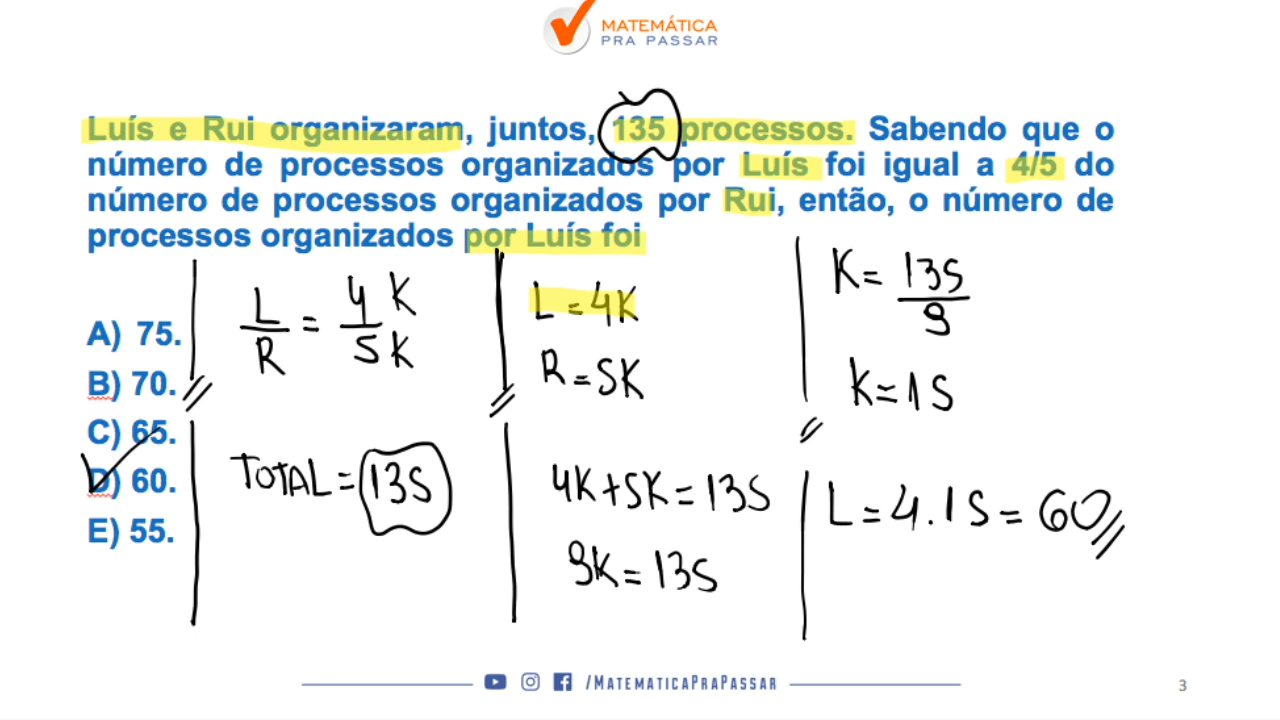 MATEMÁTICA
PRA PASSAR
Luís e Rui organizaram, juntos, 135 processos. Sabendo que o
número de processos organizados por Luís foi igual a 4/5 do
número de processos organizados por Rui, então, o número de
processos organizados por Luís foi
A) 75.
B) 70.
C) 65.
D) 60.
E) 55.
L/R = 4K/5K
L = 4K
R = 5K
K = 135/9
K = 15
TOTAL = 135
4K + 5K = 135
9K = 135
L = 4.15 = 60
/MATEMATICAPRAPASSAR
3